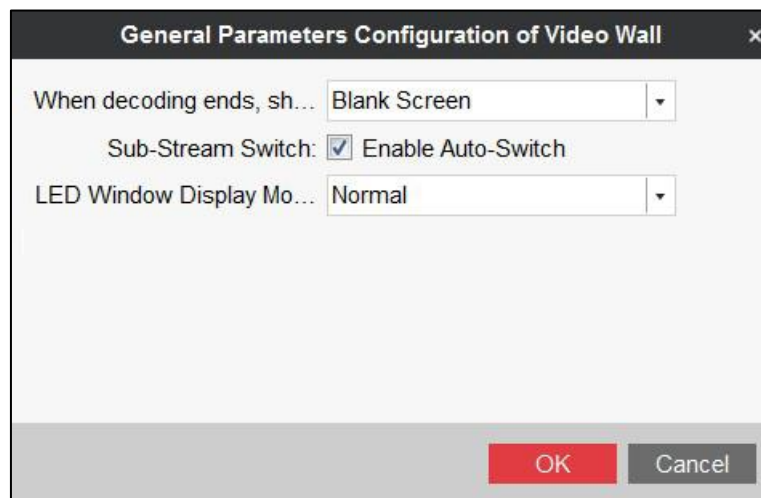 General Parameters Configuration of Video Wall ×
When decoding ends, sh... Blank Screen
Sub-Stream Switch: Enable Auto-Switch
LED Window Display Mo... Normal
OK Cancel